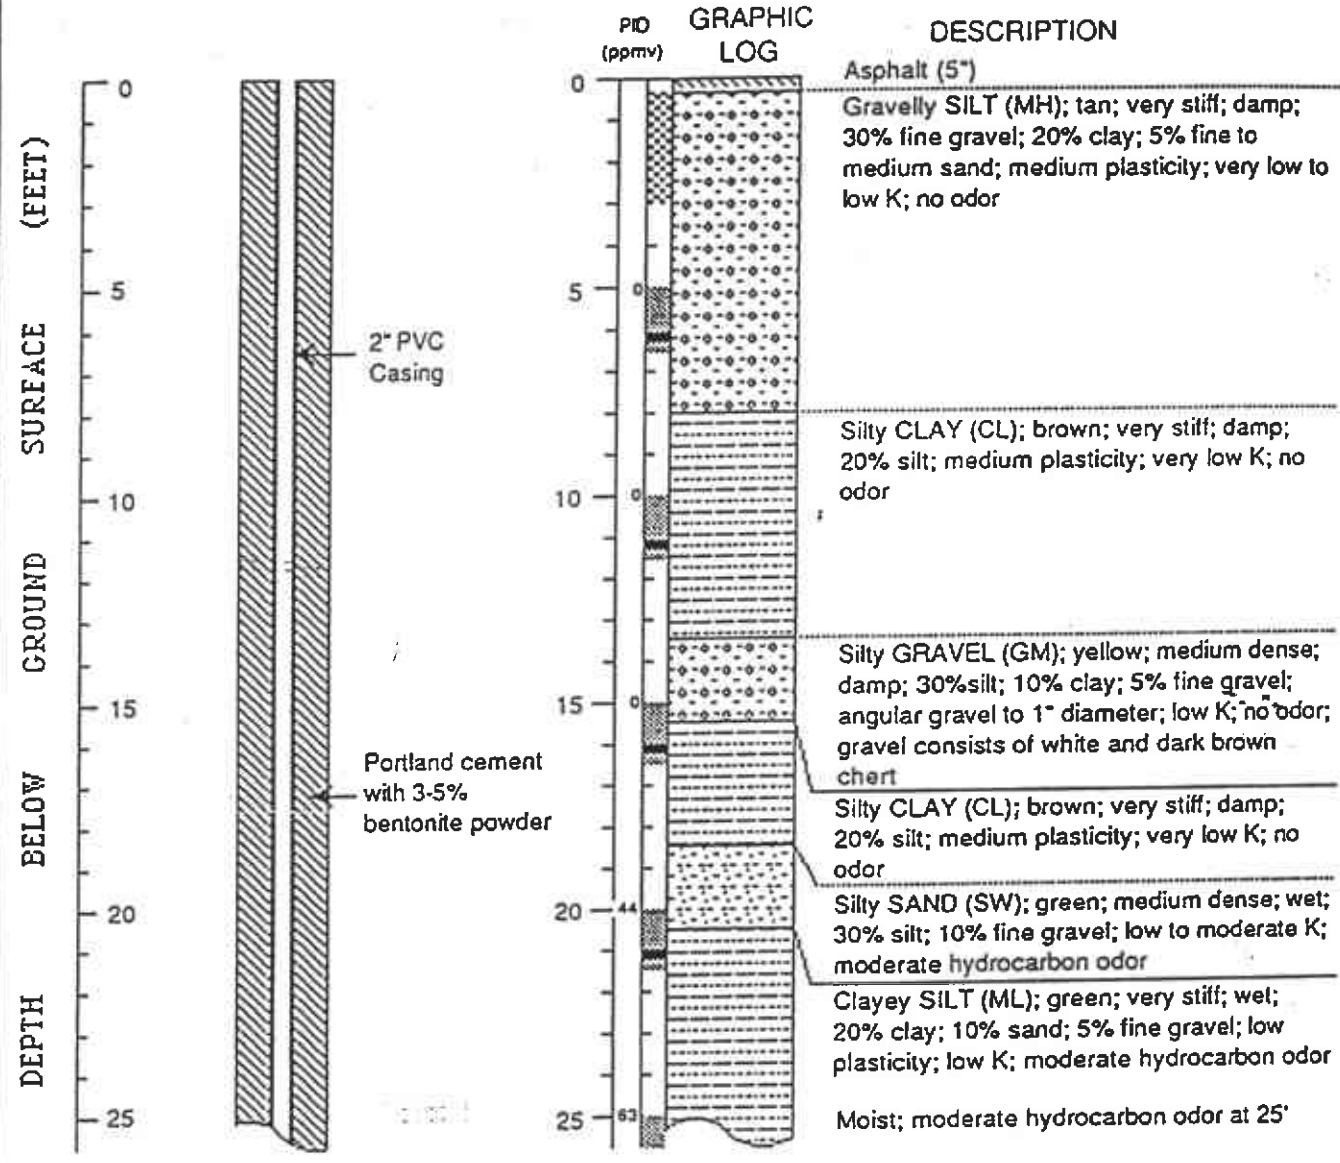 PID
(ppmv)
GRAPHIC
LOG
DESCRIPTION
DEPTH BELOW GROUND SURFACE (FEET)
0
5
10
15
20
25
2" PVC
Casing
Portland cement
with 3-5%
bentonite powder
0
5
10
15
20
25
0
0
0
44
63
Asphalt (5")
Gravelly SILT (MH); tan; very stiff; damp;
30% fine gravel; 20% clay; 5% fine to
medium sand; medium plasticity; very low to
low K; no odor
Silty CLAY (CL); brown; very stiff; damp;
20% silt; medium plasticity; very low K; no
odor
Silty GRAVEL (GM); yellow; medium dense;
damp; 30%silt; 10% clay; 5% fine gravel;
angular gravel to 1" diameter; low K; no odor;
gravel consists of white and dark brown
chert
Silty CLAY (CL); brown; very stiff; damp;
20% silt; medium plasticity; very low K; no
odor
Silty SAND (SW); green; medium dense; wet;
30% silt; 10% fine gravel; low to moderate K;
moderate hydrocarbon odor
Clayey SILT (ML); green; very stiff; wet;
20% clay; 10% sand; 5% fine gravel; low
plasticity; low K; moderate hydrocarbon odor
Moist; moderate hydrocarbon odor at 25'